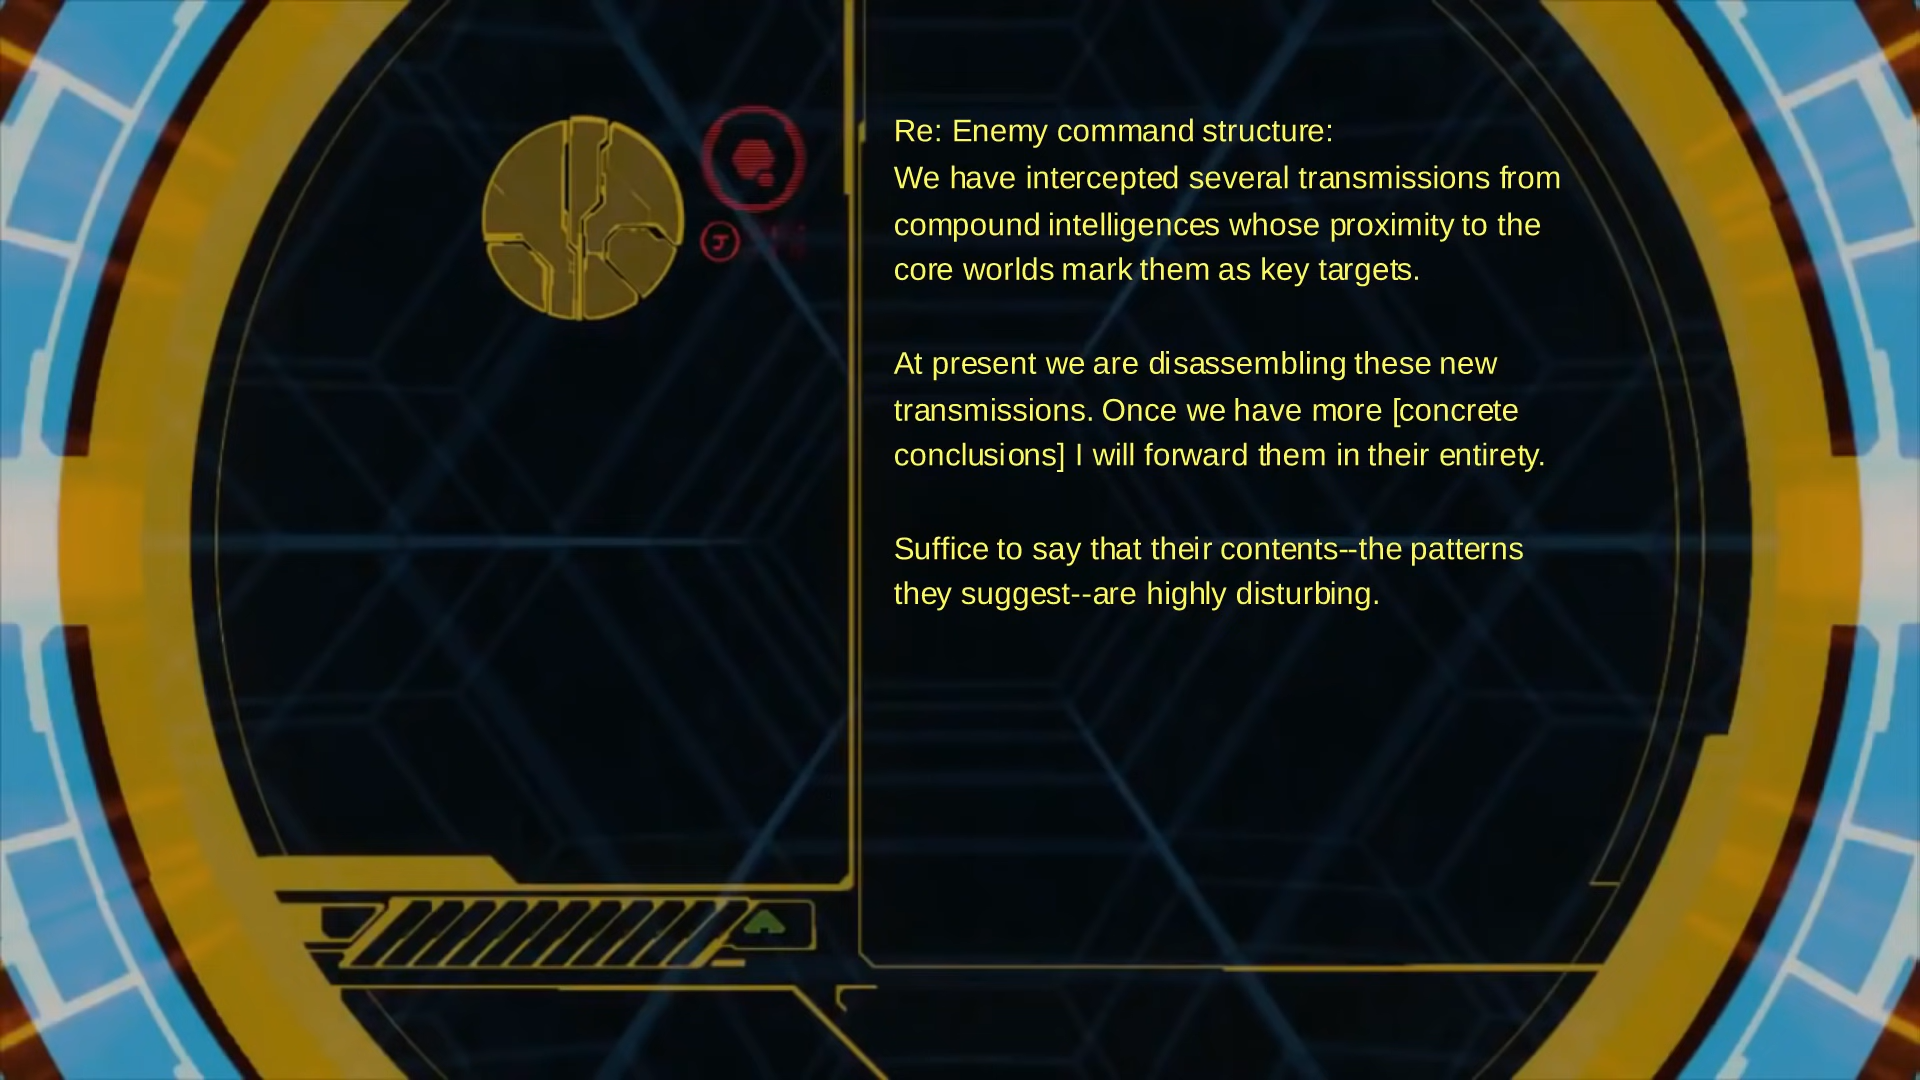 Re: Enemy command structure:
We have intercepted several transmissions from
compound intelligences whose proximity to the
core worlds mark them as key targets.
At present we are disassembling these new
transmissions. Once we have more [concrete
conclusions] I will forward them in their entirety.
Suffice to say that their contents--the patterns
they suggest--are highly disturbing.